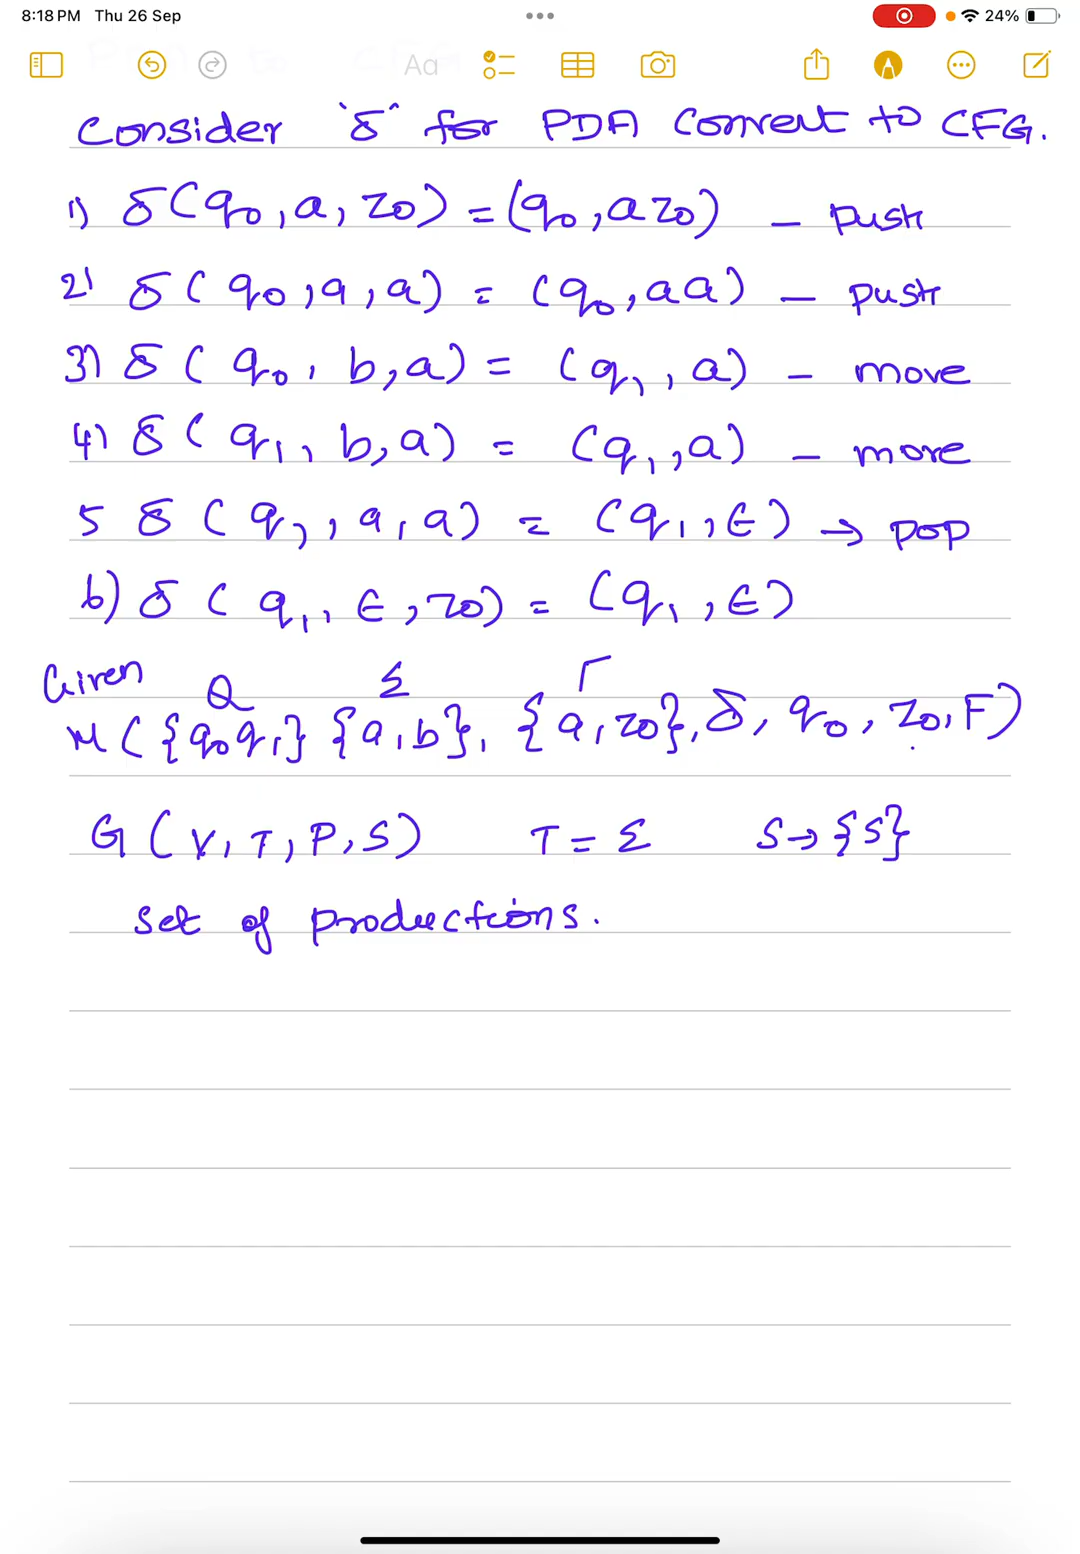 8:18 PM Thu 26 Sep
24%
Aa
Consider 'δ' for PDA Convert to CFG.
1) δ(q0, a, z0) = (q0, a z0) – push
2) δ(q0, a, a) = (q0, aa) – push
3) δ(q0, b, a) = (q1, a) – move
4) δ(q1, b, a) = (q1, a) – move
5 δ(q1, a, a) = (q1, ε) → pop
6) δ(q1, ε, z0) = (q1, ε)
Given Q Σ Γ
M({q0 q1} {a, b}, {a, z0}, δ, q0, z0, F)
G(V, T, P, S) T = Σ S → {S}
set of productions.